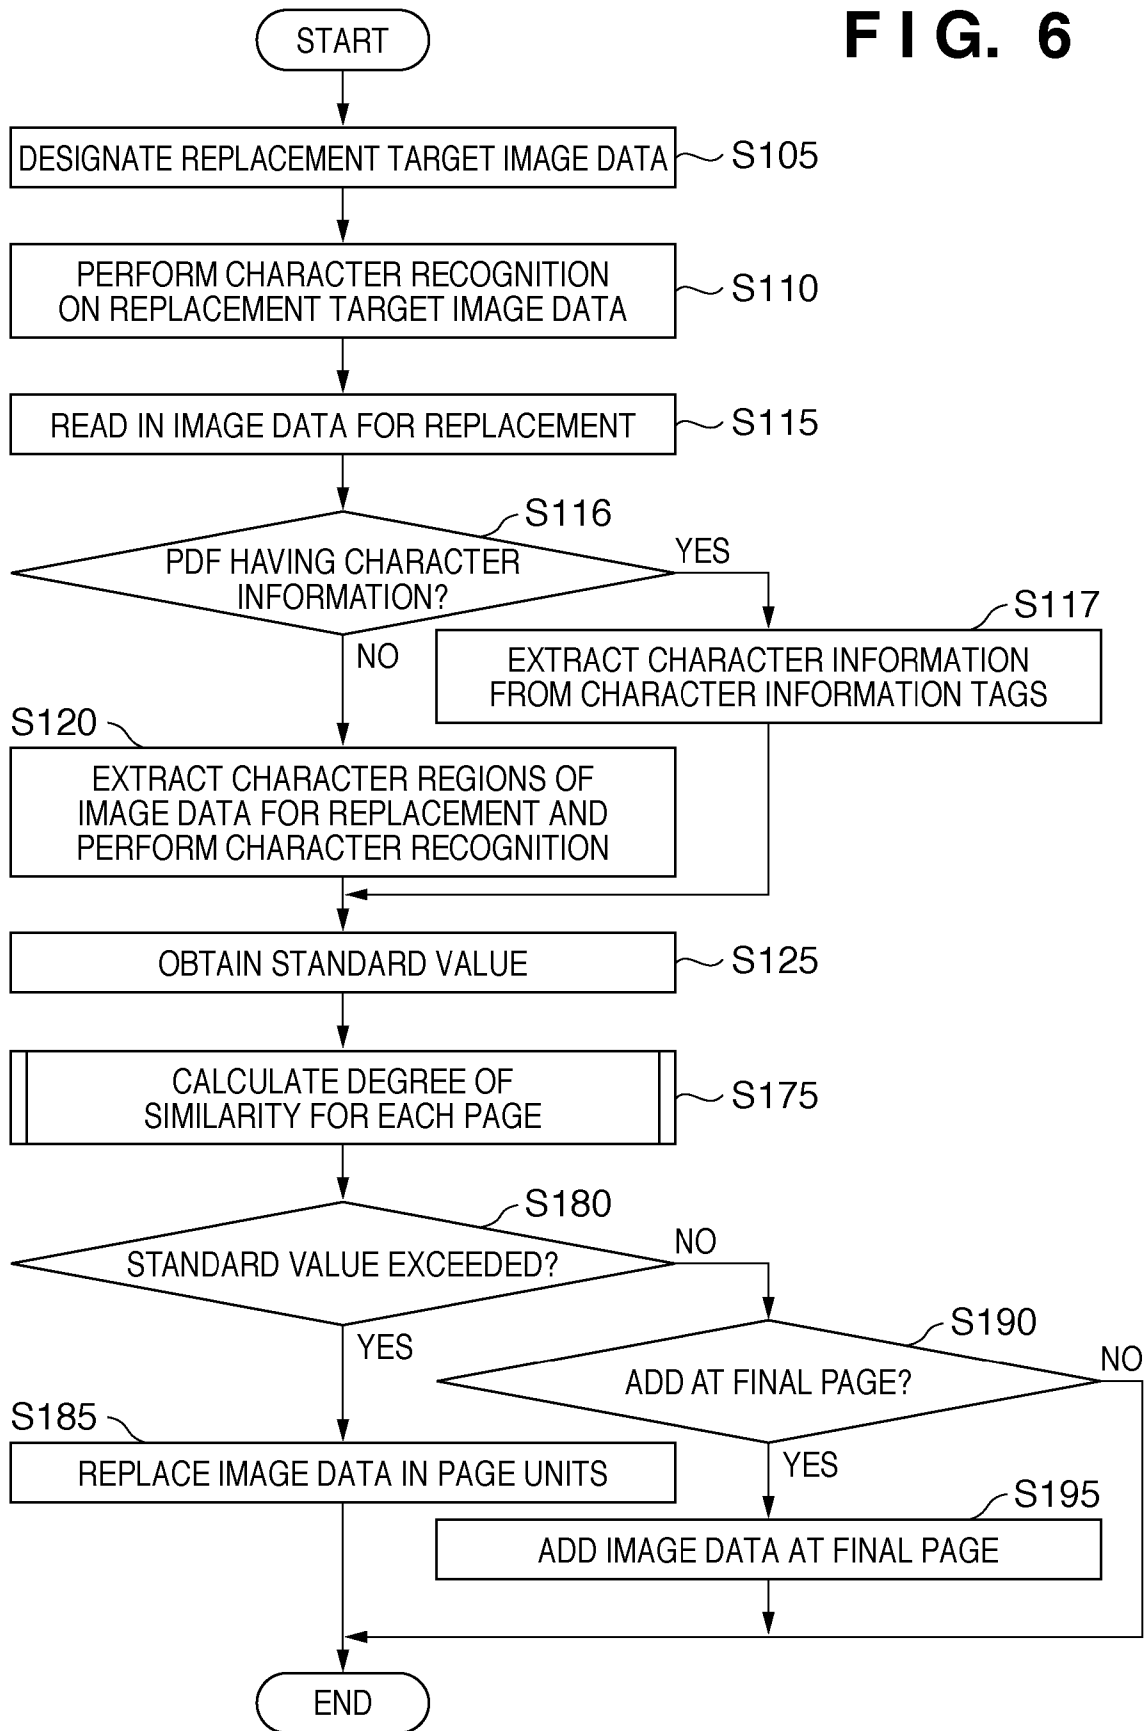 FIG. 6
START
DESIGNATE REPLACEMENT TARGET IMAGE DATA
S105
PERFORM CHARACTER RECOGNITION
ON REPLACEMENT TARGET IMAGE DATA
S110
READ IN IMAGE DATA FOR REPLACEMENT
S115
S116
PDF HAVING CHARACTER
INFORMATION?
YES
NO
S117
EXTRACT CHARACTER INFORMATION
FROM CHARACTER INFORMATION TAGS
S120
EXTRACT CHARACTER REGIONS OF
IMAGE DATA FOR REPLACEMENT AND
PERFORM CHARACTER RECOGNITION
OBTAIN STANDARD VALUE
S125
CALCULATE DEGREE OF
SIMILARITY FOR EACH PAGE
S175
S180
STANDARD VALUE EXCEEDED?
NO
YES
S190
ADD AT FINAL PAGE?
NO
YES
S185
REPLACE IMAGE DATA IN PAGE UNITS
S195
ADD IMAGE DATA AT FINAL PAGE
END